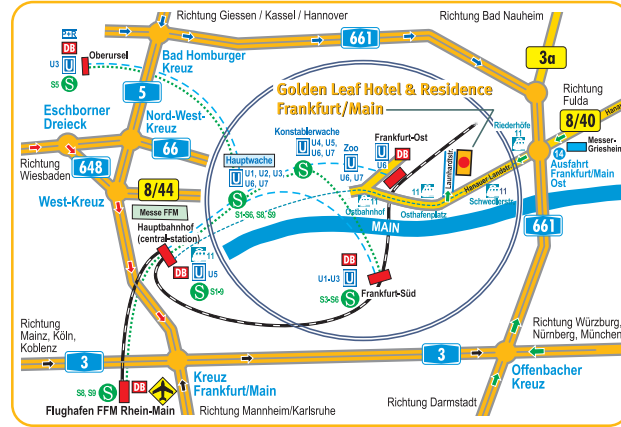 Richtung Giessen / Kassel / Hannover
Richtung Bad Nauheim
661
3a
P+R
DB
U3 U
Oberursel
S5 S
Bad Homburger
Kreuz
5
Golden Leaf Hotel & Residence
Frankfurt/Main
Richtung
Fulda
8/40
Eschborner
Dreieck
Nord-West-
Kreuz
66
Konstablerwache
U
U4, U5,
U6, U7
S
Zoo
U
U6, U7
Frankfurt-Ost
U
U6
DB
Riederhöfe
11
Launhardtstr.
Hanauer Landstr.
14
Messer-
Griesheim
Ausfahrt
Frankfurt/Main
Ost
Richtung
Wiesbaden
648
Hauptwache
U
U1, U2, U3,
U6, U7
S
S1-S6, S8, S9
8/44
West-Kreuz
Messe FFM
11
Ostbahnhof
11
Osthafenplatz
11
Schwedlerstr.
MAIN
Hauptbahnhof
(central-station)
11
DB
U U5
S S1-9
661
DB
U1-U3 U
S3-S6 S
Frankfurt-Süd
Richtung
Mainz, Köln,
Koblenz
3
3
Richtung Würzburg,
Nürnberg, München
S8, S9 S
DB
Kreuz
Frankfurt/Main
Offenbacher
Kreuz
Flughafen FFM Rhein-Main
Richtung Mannheim/Karlsruhe
Richtung Darmstadt